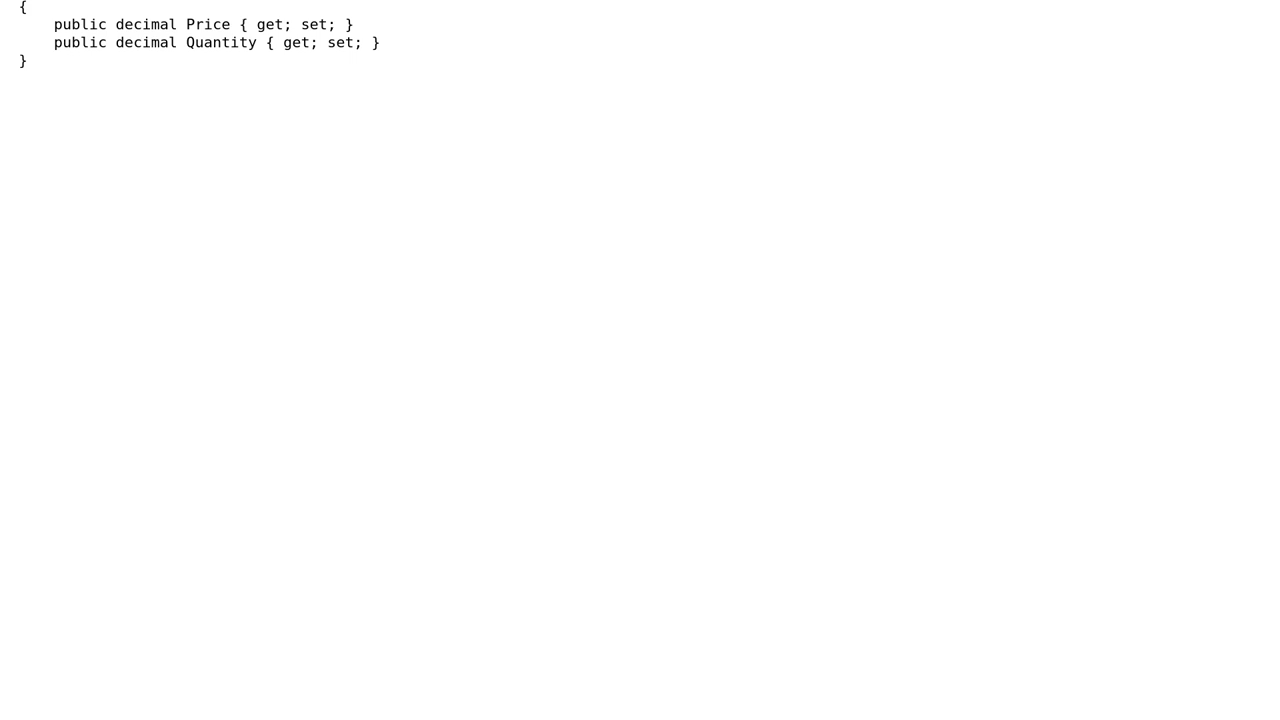 {
    public decimal Price { get; set; }
    public decimal Quantity { get; set; }
}